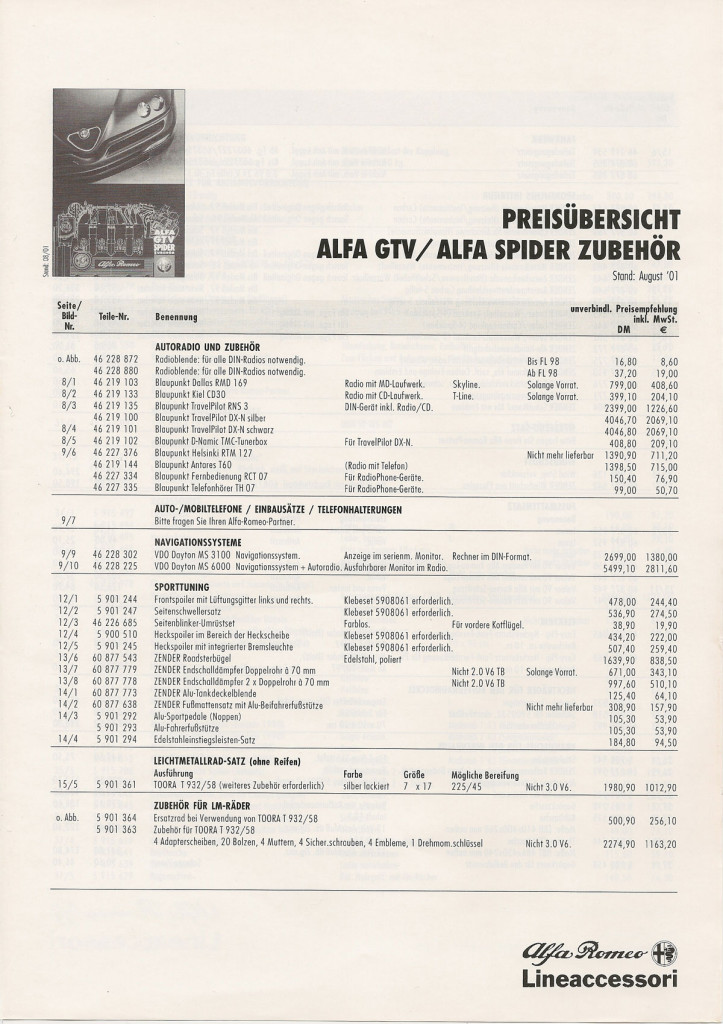 ALFA
GTV
SPIDER
Alfa Romeo
Stand: 08/01
PREISÜBERSICHT
ALFA GTV/ALFA SPIDER ZUBEHÖR
Stand: August '01
Seite/ Bild- Nr. Teile-Nr. Benennung unverbindl. Preisempfehlung inkl. MwSt. DM €
AUTORADIO UND ZUBEHÖR
o. Abb. 46 228 872 Radioblende: für alle DIN-Radios notwendig. Bis FL 98 16,80 8,60
46 228 880 Radioblende: für alle DIN-Radios notwendig. Ab FL 98 37,20 19,00
8/1 46 219 103 Blaupunkt Dallas RMD 169 Radio mit MD-Laufwerk. Skyline. Solange Vorrat. 799,00 408,60
8/2 46 219 133 Blaupunkt Kiel CD30 Radio mit CD-Laufwerk. T-Line. Solange Vorrat. 399,10 204,10
8/3 46 219 135 Blaupunkt TravelPilot RNS 3 DIN-Gerät inkl. Radio/CD. 2399,00 1226,60
46 219 100 Blaupunkt TravelPilot DX-N silber 4046,70 2069,10
8/4 46 219 101 Blaupunkt TravelPilot DX-N schwarz 4046,80 2069,10
8/5 46 219 102 Blaupunkt D-Namic TMC-Tunerbox Für TravelPilot DX-N. 408,80 209,10
9/6 46 227 376 Blaupunkt Helsinki RTM 127 Nicht mehr lieferbar 1390,90 711,20
46 219 144 Blaupunkt Antares T60 (Radio mit Telefon) 1398,50 715,00
46 227 334 Blaupunkt Fernbedienung RCT 07 Für RadioPhone-Geräte. 150,40 76,90
46 227 335 Blaupunkt Telefonhörer TH 07 Für RadioPhone-Geräte. 99,00 50,70
AUTO-/MOBILTELEFONE / EINBAUSÄTZE / TELEFONHALTERUNGEN
9/7 Bitte fragen Sie Ihren Alfa-Romeo-Partner.
NAVIGATIONSSYSTEME
9/9 46 228 302 VDO Dayton MS 3100 Navigationssystem. Anzeige im serienm. Monitor. Rechner im DIN-Format. 2699,00 1380,00
9/10 46 228 225 VDO Dayton MS 6000 Navigationssystem + Autoradio. Ausfahrbarer Monitor im Radio. 5499,10 2811,60
SPORTTUNING
12/1 5 901 244 Frontspoiler mit Lüftungsgitter links und rechts. Klebeset 5908061 erforderlich. 478,00 244,40
12/2 5 901 247 Seitenschwellersatz Klebeset 5908061 erforderlich. 536,90 274,50
12/3 46 226 685 Seitenblinker-Umrüstset Farblos. Für vordere Kotflügel. 38,90 19,90
12/4 5 900 510 Heckspoiler im Bereich der Heckscheibe Klebeset 5908061 erforderlich. 434,20 222,00
12/5 5 901 245 Heckspoiler mit integrierter Bremsleuchte Klebeset 5908061 erforderlich. 507,40 259,40
13/6 60 877 543 ZENDER Roadsterbügel Edelstahl, poliert 1639,90 838,50
13/7 60 877 779 ZENDER Endschalldämpfer Doppelrohr à 70 mm Nicht 2.0 V6 TB Solange Vorrat. 671,00 343,10
13/8 60 877 778 ZENDER Endschalldämpfer 2 x Doppelrohr à 70 mm Nicht 2.0 V6 TB 997,60 510,10
14/1 60 877 773 ZENDER Alu-Tankdeckelblende 125,40 64,10
14/2 60 877 638 ZENDER Fußmattensatz mit Alu-Beifahrerfußstütze Nicht mehr lieferbar 308,90 157,90
14/3 5 901 292 Alu-Sportpedale (Noppen) 105,30 53,90
5 901 293 Alu-Fahrerfußstütze 105,30 53,90
14/4 5 901 294 Edelstahleinstiegsleisten-Satz 184,80 94,50
LEICHTMETALLRAD-SATZ (ohne Reifen)
Ausführung Farbe Größe Mögliche Bereifung
15/5 5 901 361 TOORA T 932/58 (weiteres Zubehör erforderlich) silber lackiert 7 x 17 225/45 Nicht 3.0 V6. 1980,90 1012,90
ZUBEHÖR FÜR LM-RÄDER
o. Abb. 5 901 364 Ersatzrad bei Verwendung von TOORA T 932/58 500,90 256,10
5 901 363 Zubehör für TOORA T 932/58
4 Adapterscheiben, 20 Bolzen, 4 Muttern, 4 Sicher.schrauben, 4 Embleme, 1 Drehmom.schlüssel Nicht 3.0 V6. 2274,90 1163,20
Alfa Romeo
Lineaccessori